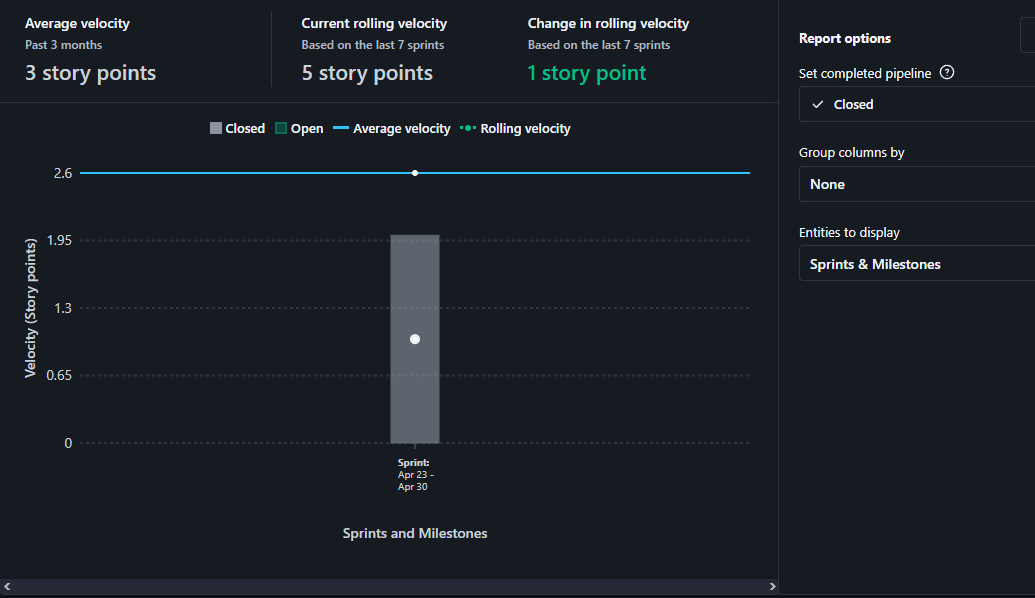 Average velocity
Past 3 months
3 story points
Current rolling velocity
Based on the last 7 sprints
5 story points
Change in rolling velocity
Based on the last 7 sprints
1 story point
Closed
Open
Average velocity
Rolling velocity
Velocity (Story points)
2.6
1.95
1.3
0.65
0
Sprint:
Apr 23 -
Apr 30
Sprints and Milestones
Report options
Set completed pipeline
Closed
Group columns by
None
Entities to display
Sprints & Milestones